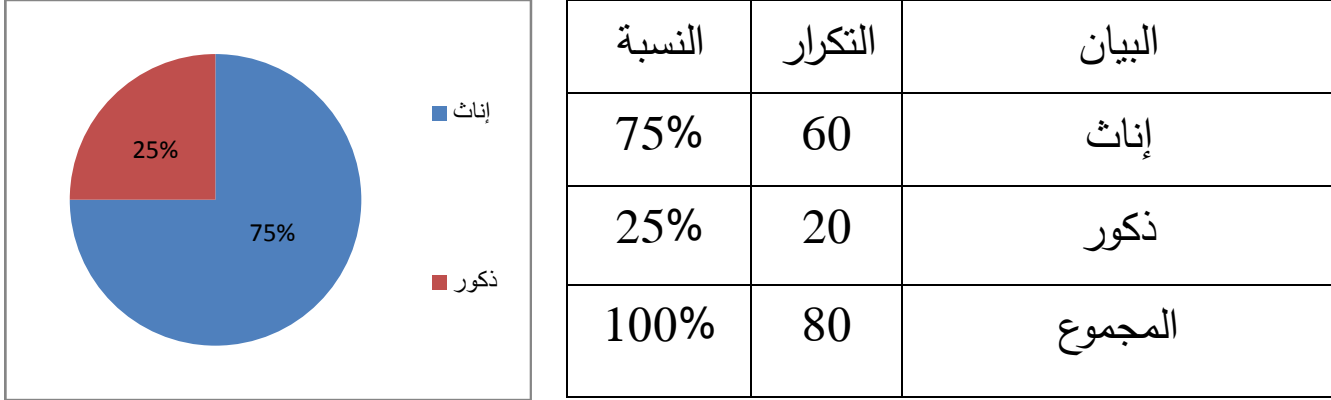 البيان التكرار النسبة
إناث 60 75%
ذكور 20 25%
المجموع 80 100%
إناث
25%
75%
ذكور